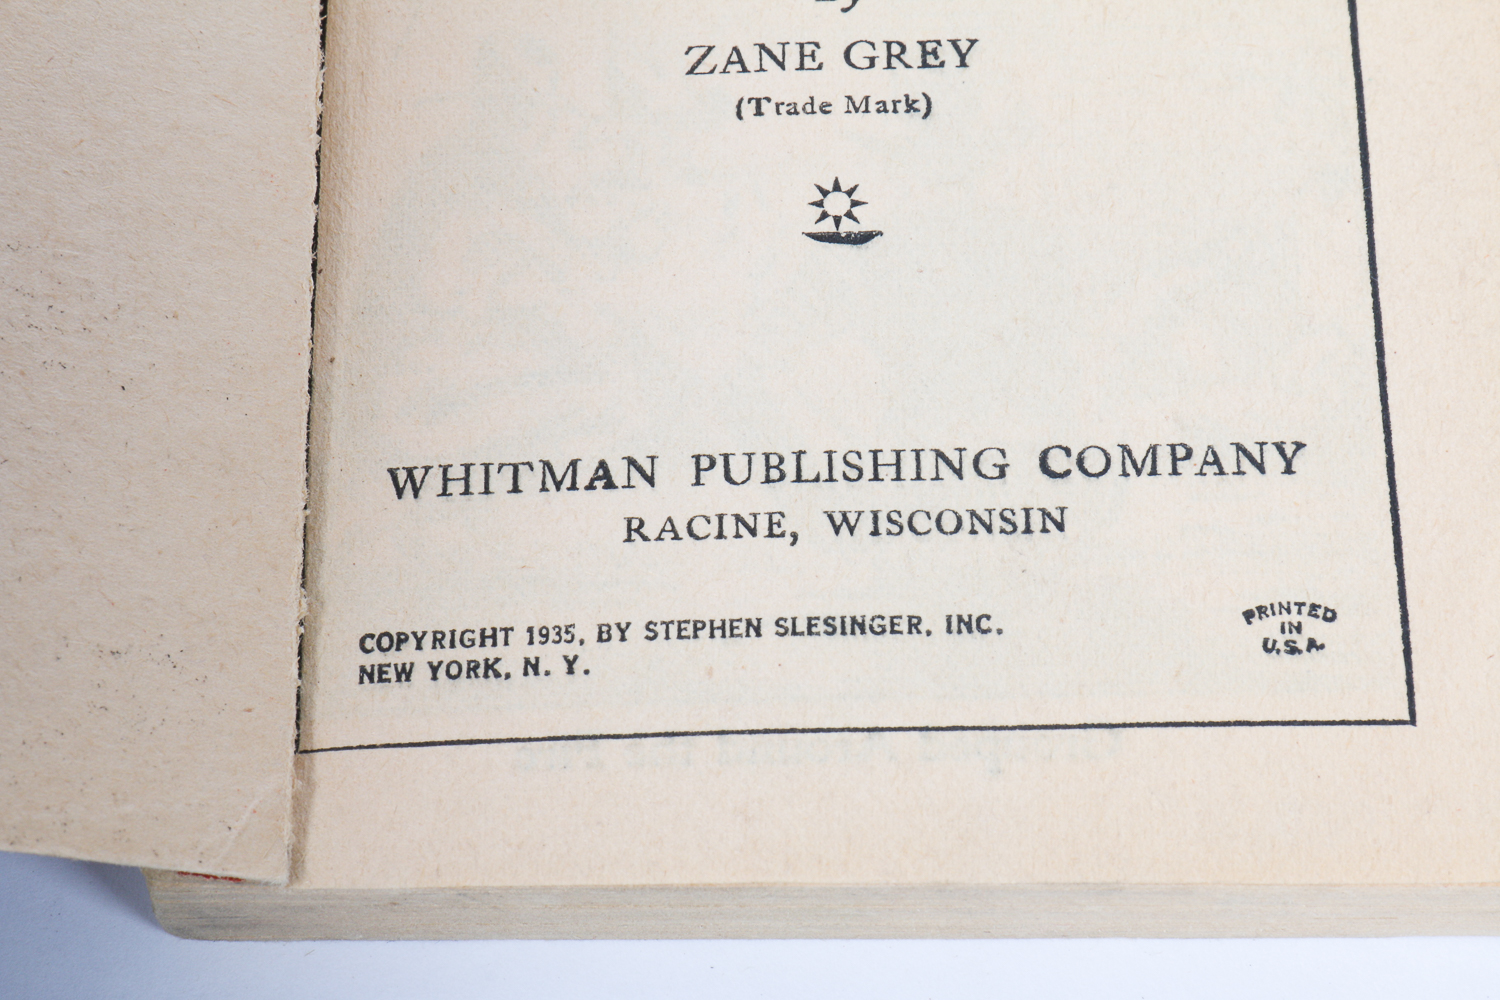 by
ZANE GREY
(Trade Mark)
WHITMAN PUBLISHING COMPANY
RACINE, WISCONSIN
COPYRIGHT 1935, BY STEPHEN SLESINGER, INC.
NEW YORK, N. Y.
PRINTED
IN
U.S.A.